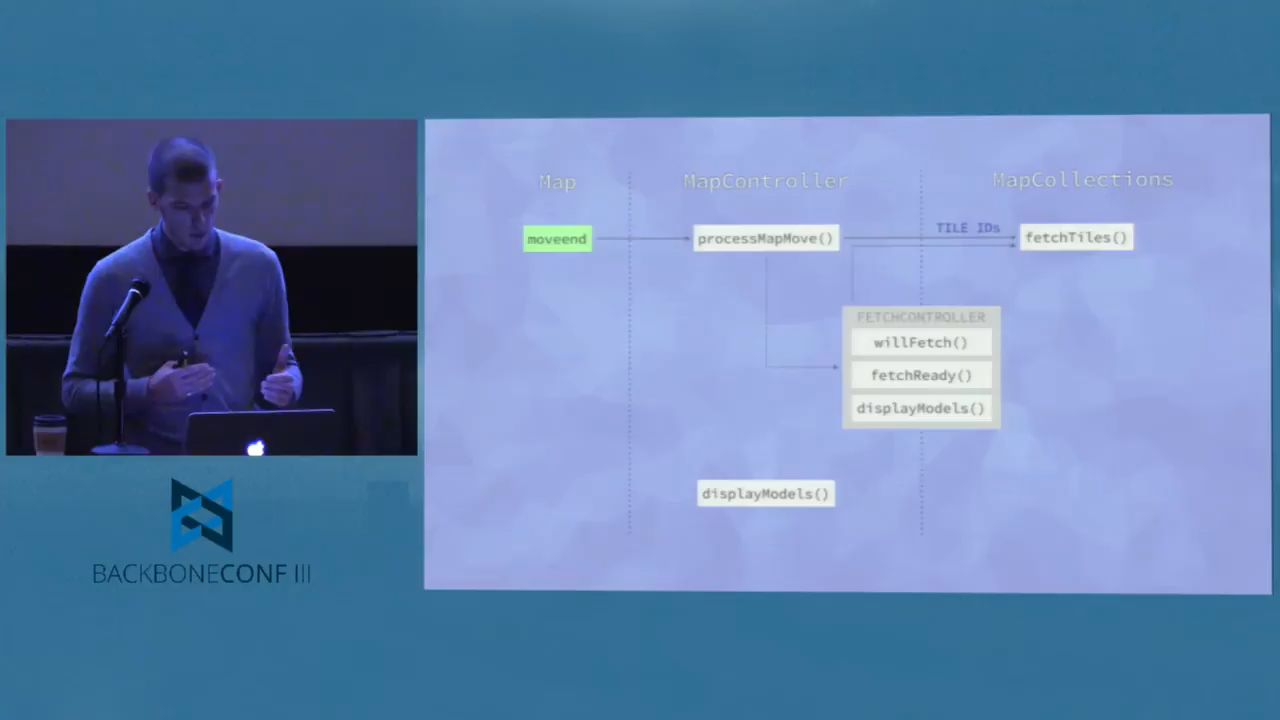 Map
MapController
MapCollections
moveend
processMapMove()
TILE IDs
fetchTiles()
FETCHCONTROLLER
willFetch()
fetchReady()
displayModels()
displayModels()
BACKBONECONF III